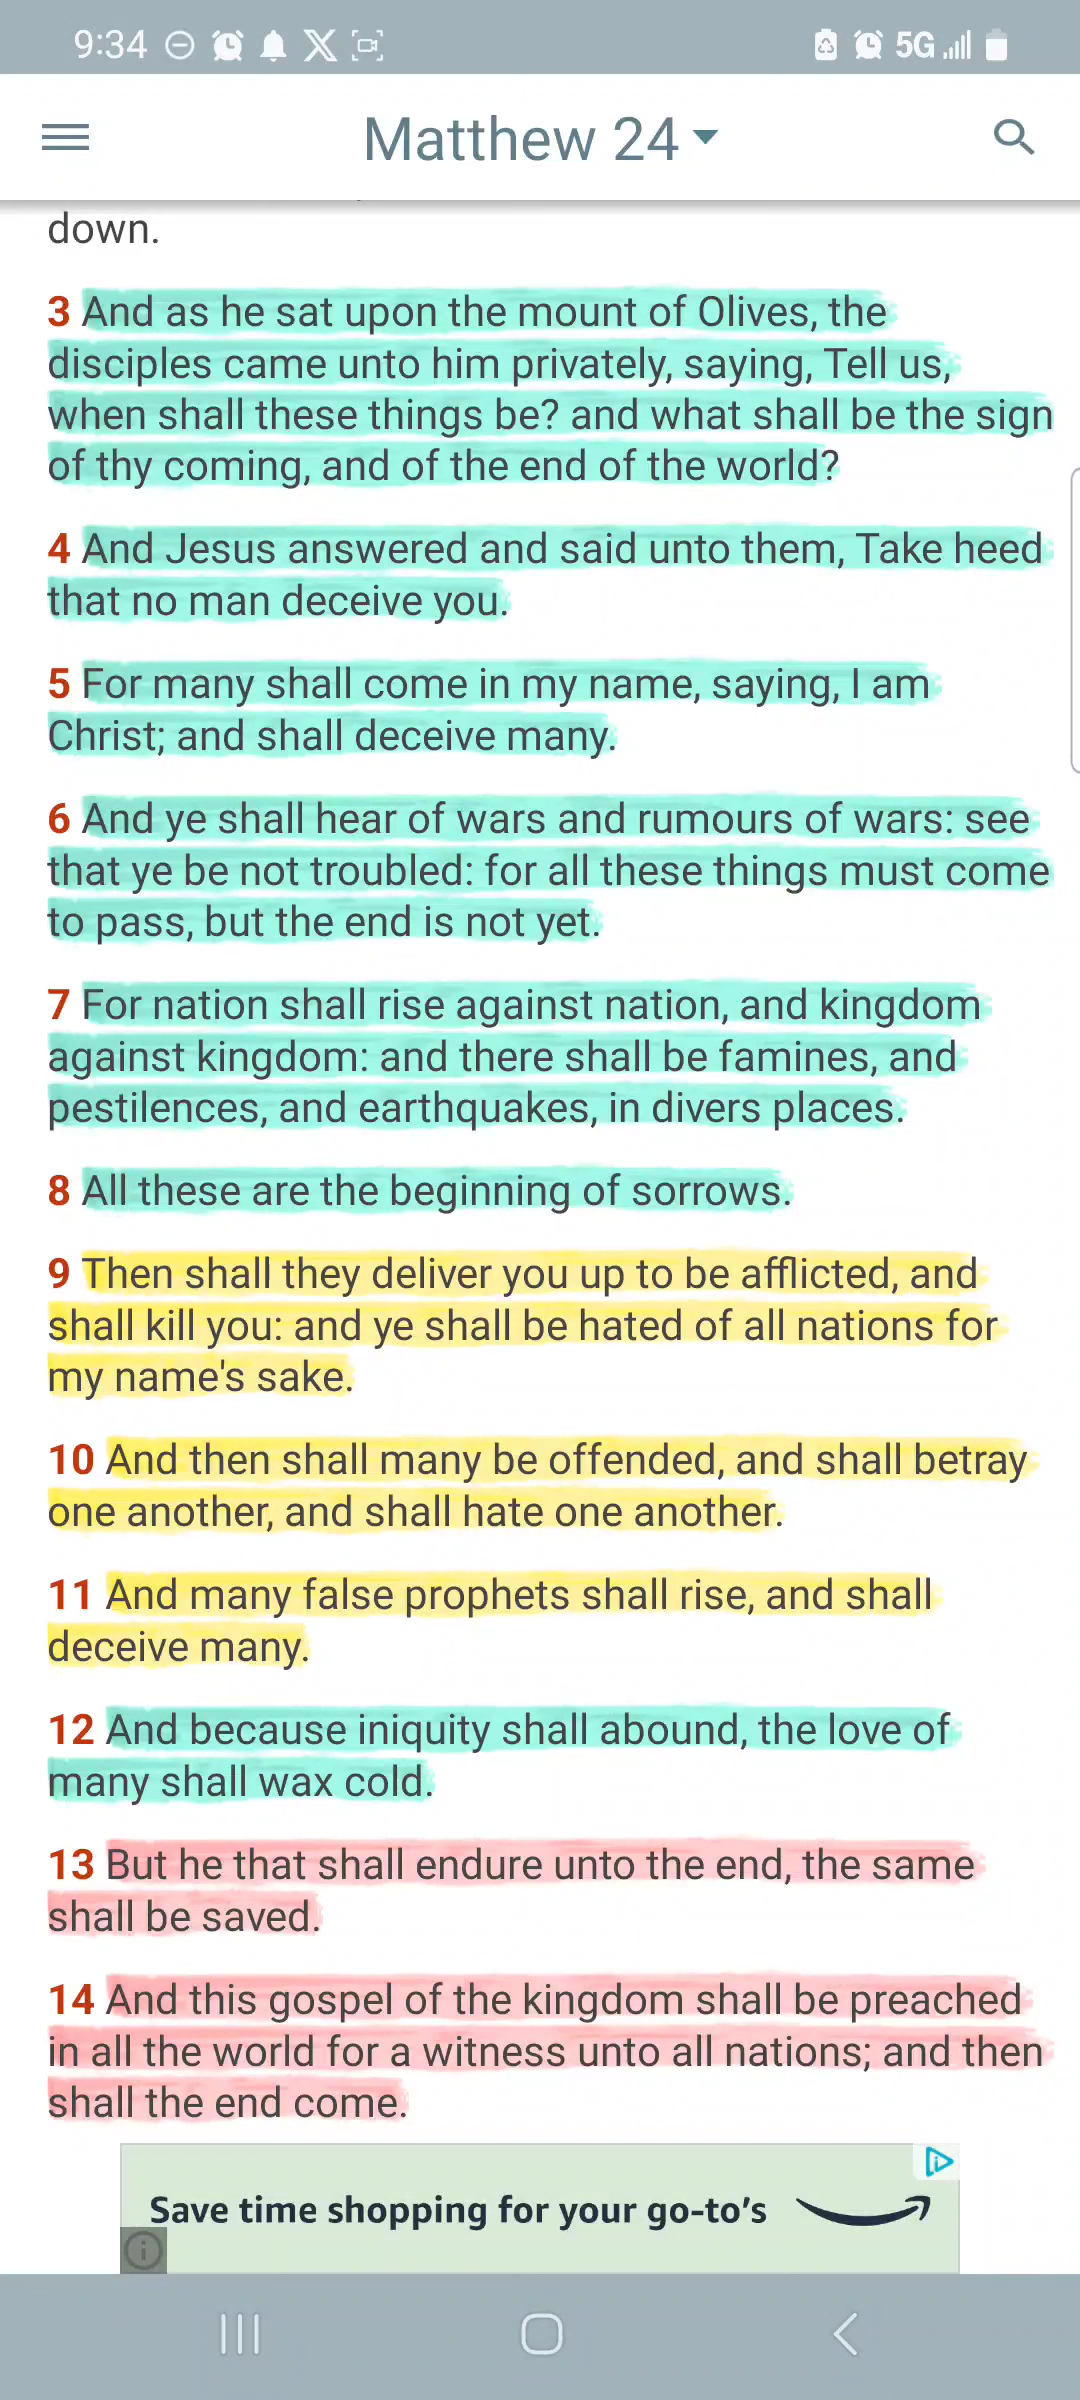 9:34 5G
Matthew 24
down.
3 And as he sat upon the mount of Olives, the
disciples came unto him privately, saying, Tell us,
when shall these things be? and what shall be the sign
of thy coming, and of the end of the world?
4 And Jesus answered and said unto them, Take heed
that no man deceive you.
5 For many shall come in my name, saying, I am
Christ; and shall deceive many.
6 And ye shall hear of wars and rumours of wars: see
that ye be not troubled: for all these things must come
to pass, but the end is not yet.
7 For nation shall rise against nation, and kingdom
against kingdom: and there shall be famines, and
pestilences, and earthquakes, in divers places.
8 All these are the beginning of sorrows.
9 Then shall they deliver you up to be afflicted, and
shall kill you: and ye shall be hated of all nations for
my name's sake.
10 And then shall many be offended, and shall betray
one another, and shall hate one another.
11 And many false prophets shall rise, and shall
deceive many.
12 And because iniquity shall abound, the love of
many shall wax cold.
13 But he that shall endure unto the end, the same
shall be saved.
14 And this gospel of the kingdom shall be preached
in all the world for a witness unto all nations; and then
shall the end come.
Save time shopping for your go-to’s